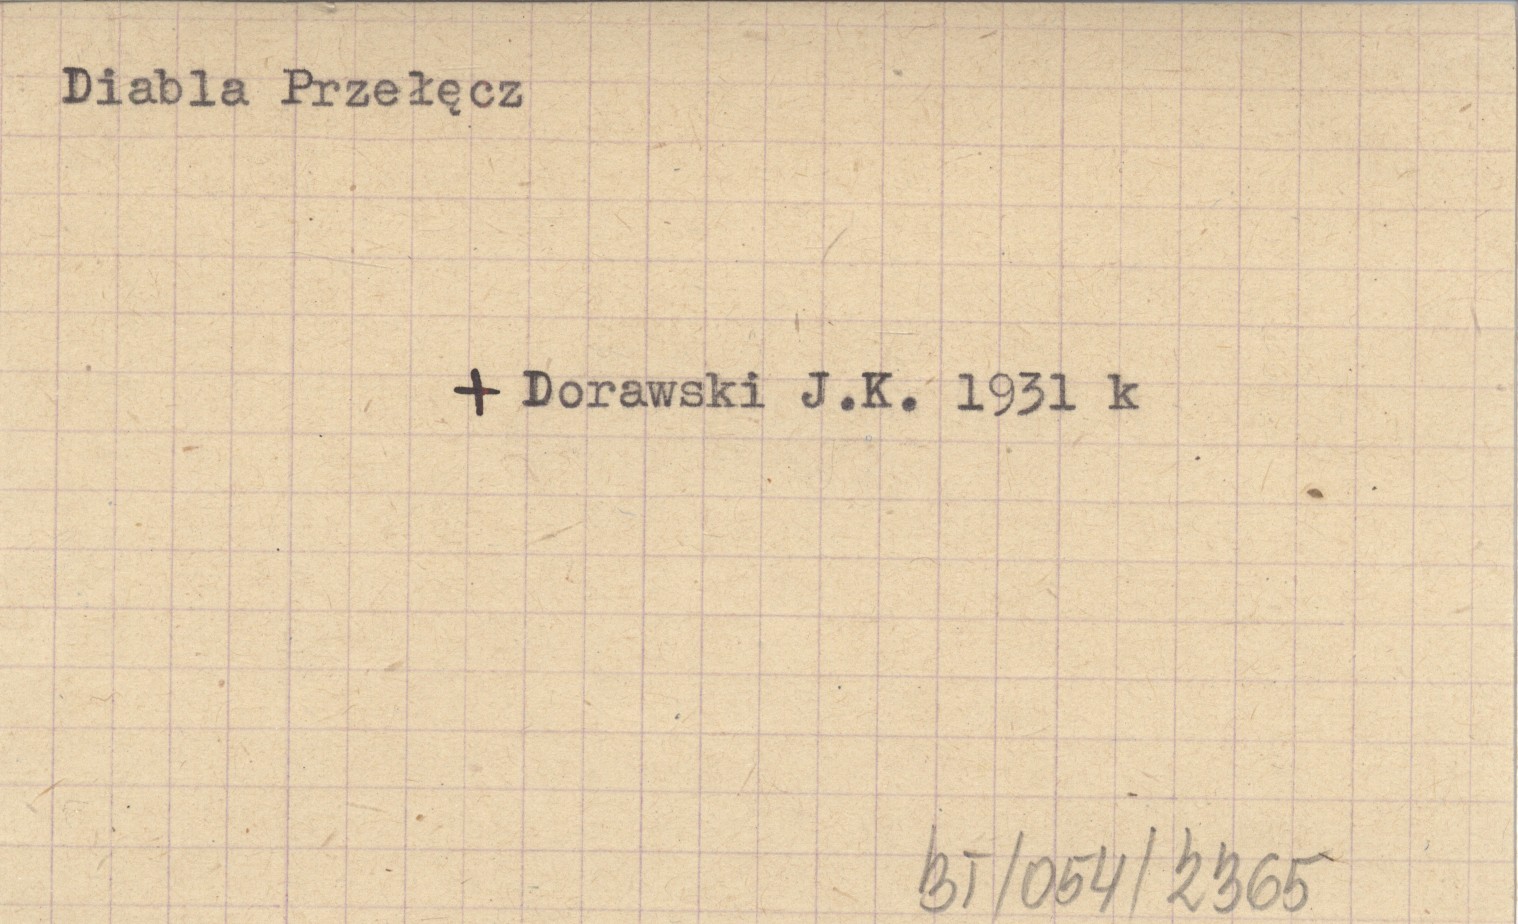 Diabla Przełęcz
+ Dorawski J.K. 1931 k
BT/054/2365